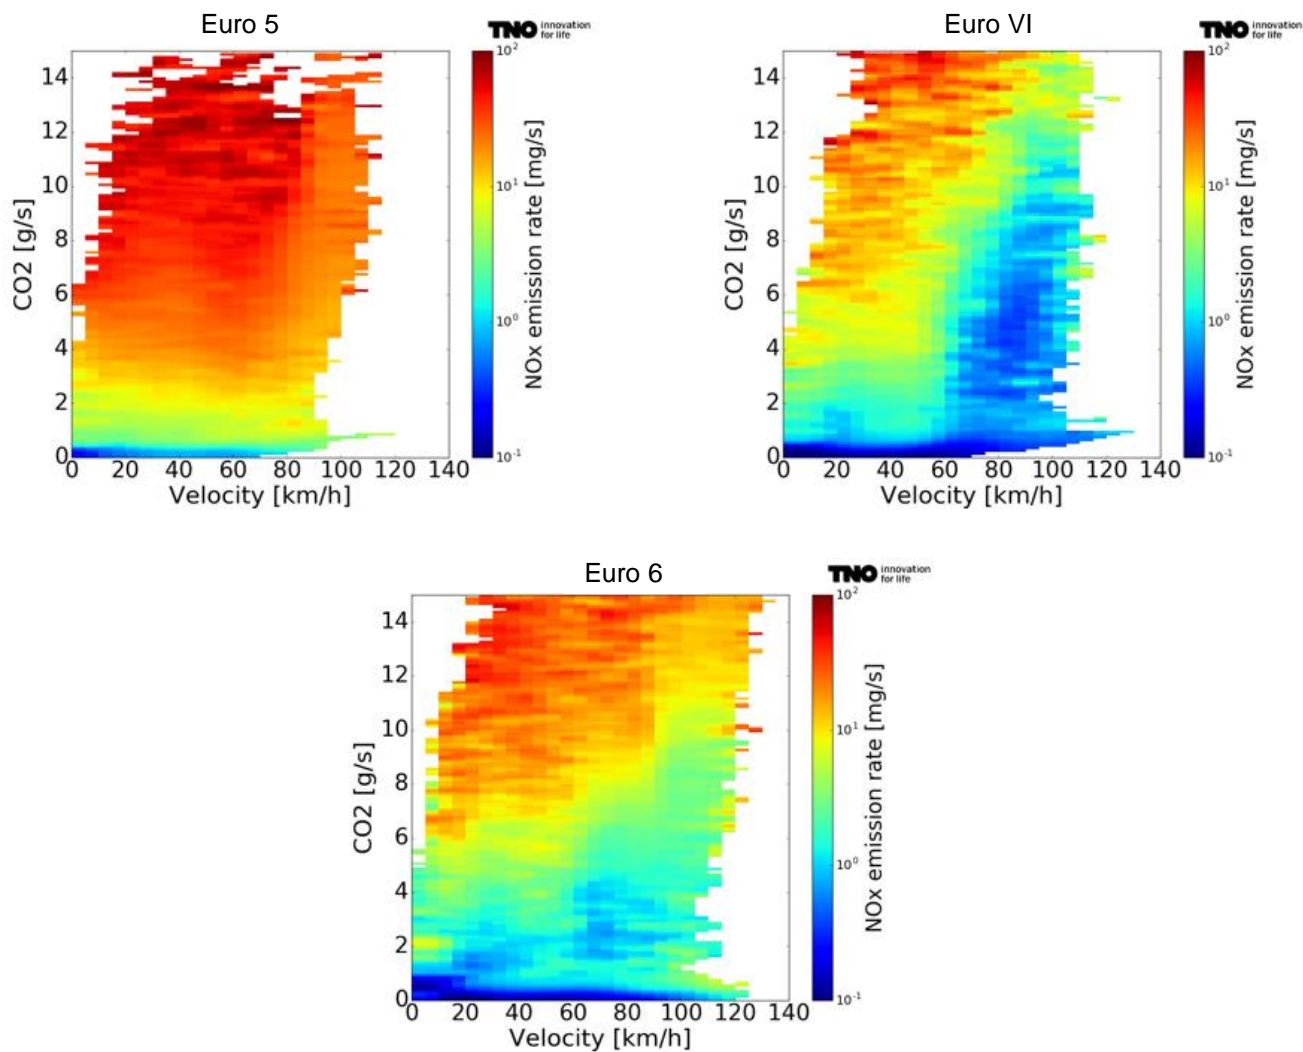 Euro 5
TNO innovation
for life
14
12
10
8
6
4
2
0
CO2 [g/s]
0 20 40 60 80 100 120 140
Velocity [km/h]
10²
10¹
10⁰
10⁻¹
NOx emission rate [mg/s]
Euro VI
TNO innovation
for life
14
12
10
8
6
4
2
0
CO2 [g/s]
0 20 40 60 80 100 120 140
Velocity [km/h]
10²
10¹
10⁰
10⁻¹
NOx emission rate [mg/s]
Euro 6
TNO innovation
for life
14
12
10
8
6
4
2
0
CO2 [g/s]
0 20 40 60 80 100 120 140
Velocity [km/h]
10²
10¹
10⁰
10⁻¹
NOx emission rate [mg/s]